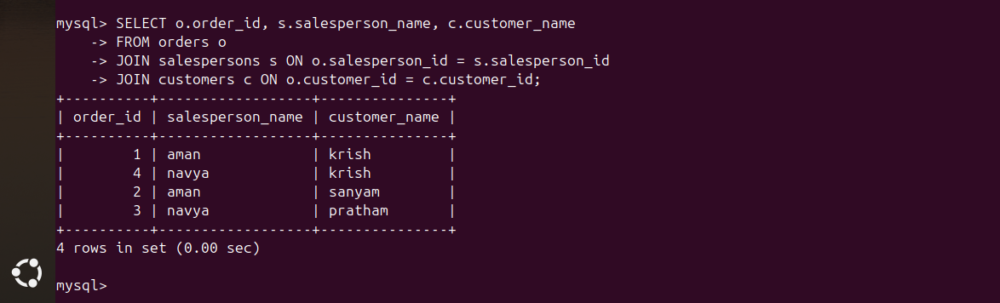 mysql> SELECT o.order_id, s.salesperson_name, c.customer_name
    -> FROM orders o
    -> JOIN salespersons s ON o.salesperson_id = s.salesperson_id
    -> JOIN customers c ON o.customer_id = c.customer_id;
+----------+------------------+---------------+
| order_id | salesperson_name | customer_name |
+----------+------------------+---------------+
|        1 | aman             | krish         |
|        4 | navya            | krish         |
|        2 | aman             | sanyam        |
|        3 | navya            | pratham       |
+----------+------------------+---------------+
4 rows in set (0.00 sec)
mysql>